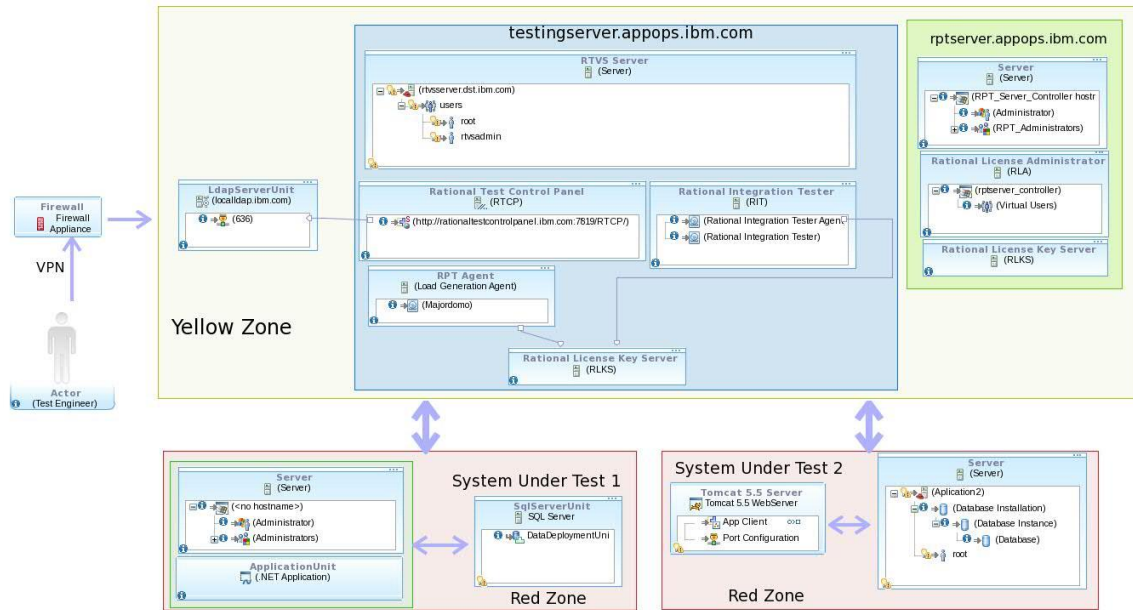 testingserver.appops.ibm.com
RTVS Server
(Server)
(rtvsserver.dst.ibm.com)
users
root
rtvsadmin
rptserver.appops.ibm.com
Server
(Server)
(RPT_Server_Controller hostr
(Administrator)
(RPT_Administrators)
Rational License Administrator
(RLA)
(rptserver_controller)
(Virtual Users)
Rational License Key Server
(RLKS)
LdapServerUnit
(localldap.ibm.com)
(636)
Rational Test Control Panel
(RTCP)
(http://rationaltestcontrolpanel.ibm.com:7819/RTCP/)
Rational Integration Tester
(RIT)
(Rational Integration Tester Agent
(Rational Integration Tester)
RPT Agent
(Load Generation Agent)
(Majordomo)
Rational License Key Server
(RLKS)
Yellow Zone
Firewall
Firewall
Appliance
VPN
Actor
(Test Engineer)
Server
(Server)
(<no hostname>)
(Administrator)
(Administrators)
ApplicationUnit
(.NET Application)
System Under Test 1
SqlServerUnit
SQL Server
DataDeploymentUni
Red Zone
System Under Test 2
Tomcat 5.5 Server
Tomcat 5.5 WebServer
App Client
Port Configuration
Server
(Server)
(Aplication2)
(Database Installation)
(Database Instance)
(Database)
root
Red Zone